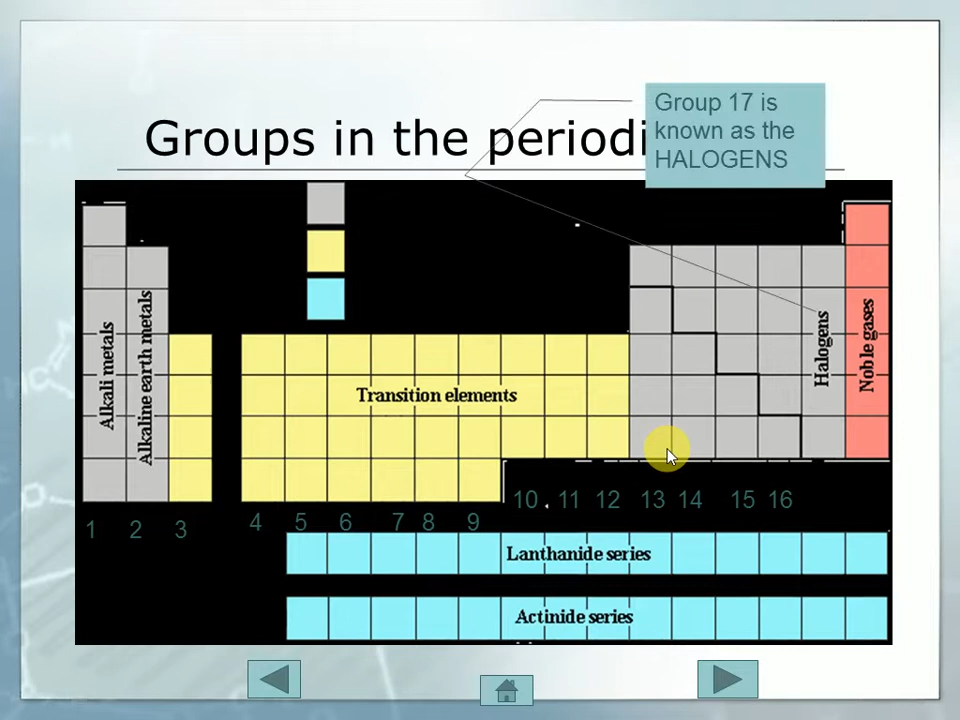 Group 17 is
known as the
HALOGENS
Groups in the periodi
Alkali metals
Alkaline earth metals
Transition elements
Halogens
Noble gases
10 11 12 13 14 15 16
1 2 3 4 5 6 7 8 9
Lanthanide series
Actinide series